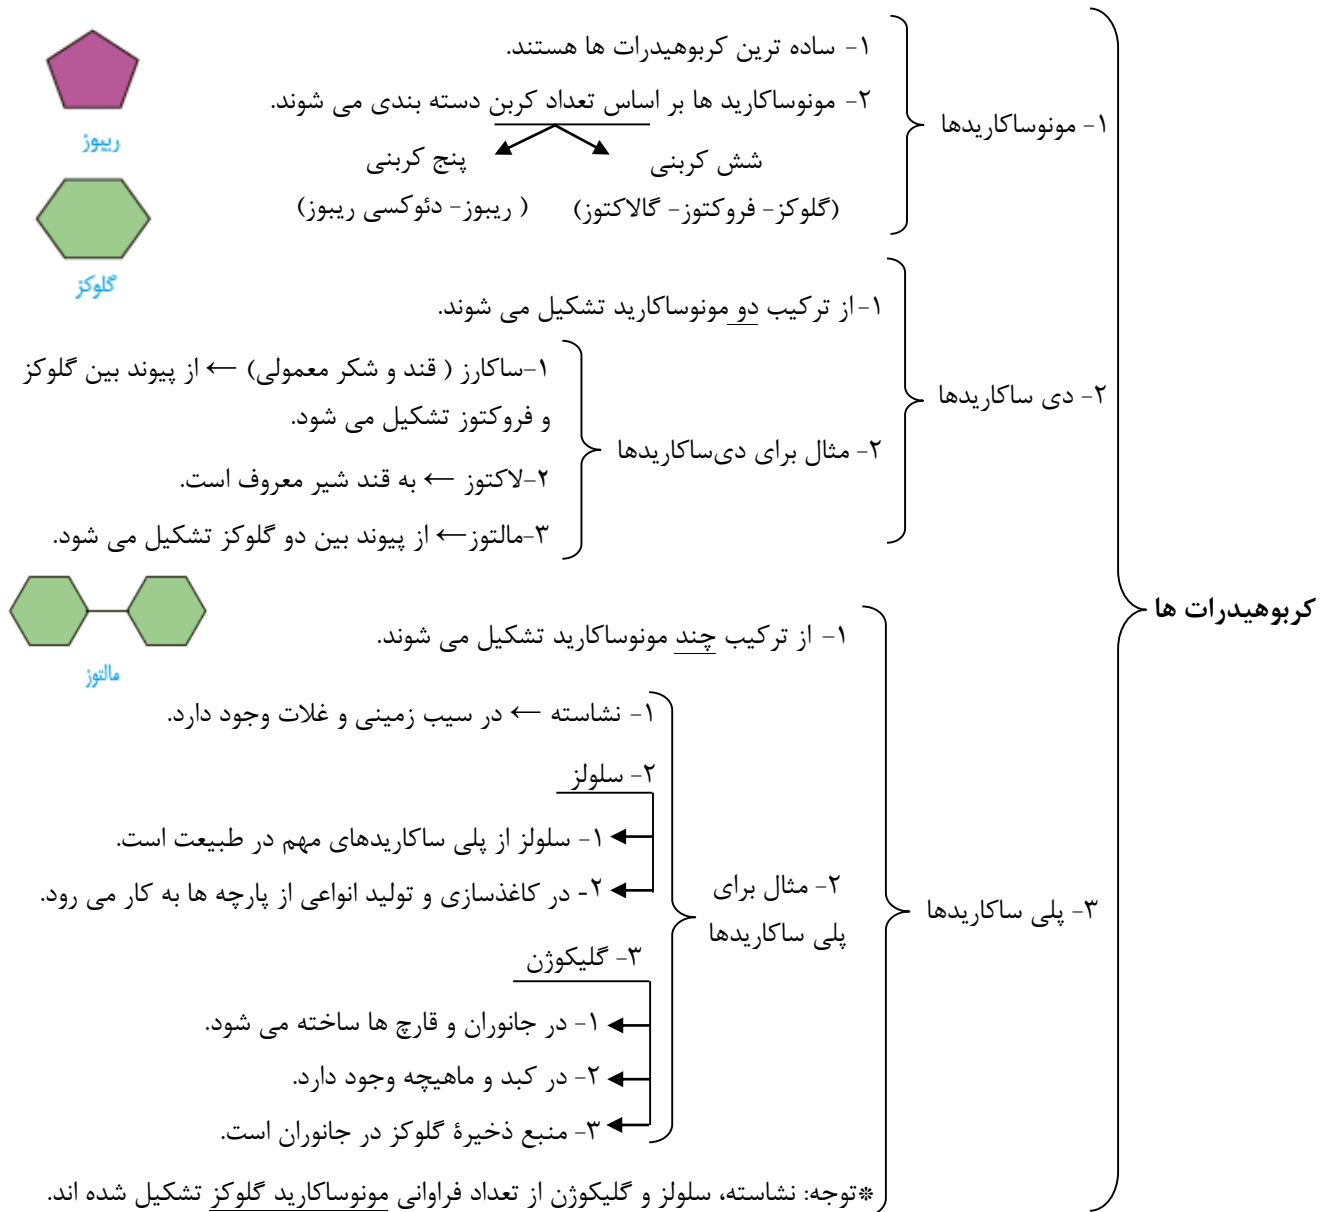 کربوهیدرات ها
۱- مونوساکاریدها
۱- ساده ترین کربوهیدرات ها هستند.
۲- مونوساکارید ها بر اساس تعداد کربن دسته بندی می شوند.
شش کربنی
پنج کربنی
(گلوکز- فروکتوز- گالاکتوز)
( ریبوز- دئوکسی ریبوز)
ریبوز
گلوکز
۲- دی ساکاریدها
۱-از ترکیب دو مونوساکارید تشکیل می شوند.
۲- مثال برای دی‌ساکاریدها
۱-ساکارز ( قند و شکر معمولی) ← از پیوند بین گلوکز
و فروکتوز تشکیل می شود.
۲-لاکتوز ← به قند شیر معروف است.
۳-مالتوز← از پیوند بین دو گلوکز تشکیل می شود.
مالتوز
۳- پلی ساکاریدها
۱- از ترکیب چند مونوساکارید تشکیل می شوند.
۲- مثال برای
پلی ساکاریدها
۱- نشاسته ← در سیب زمینی و غلات وجود دارد.
۲- سلولز
۱- سلولز از پلی ساکاریدهای مهم در طبیعت است.
۲- در کاغذسازی و تولید انواعی از پارچه ها به کار می رود.
۳- گلیکوژن
۱- در جانوران و قارچ ها ساخته می شود.
۲- در کبد و ماهیچه وجود دارد.
۳- منبع ذخیرهٔ گلوکز در جانوران است.
*توجه: نشاسته، سلولز و گلیکوژن از تعداد فراوانی مونوساکارید گلوکز تشکیل شده اند.